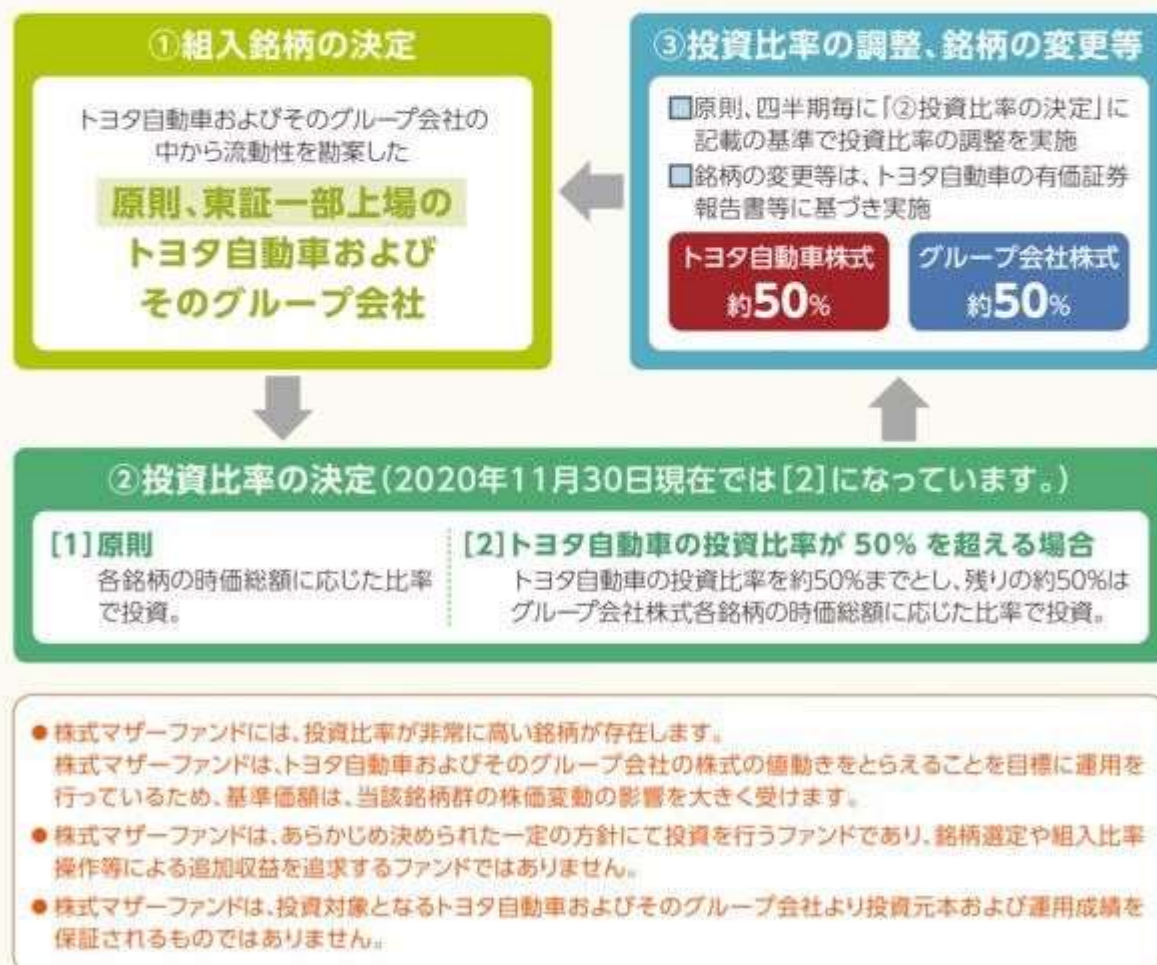 ①組入銘柄の決定
トヨタ自動車およびそのグループ会社の
中から流動性を勘案した
原則、東証一部上場の
トヨタ自動車および
そのグループ会社
③投資比率の調整、銘柄の変更等
原則、四半期毎に「②投資比率の決定」に
記載の基準で投資比率の調整を実施
銘柄の変更等は、トヨタ自動車の有価証券
報告書等に基づき実施
トヨタ自動車株式
約50%
グループ会社株式
約50%
②投資比率の決定(2020年11月30日現在では[2]になっています。)
[1]原則
各銘柄の時価総額に応じた比率
で投資。
[2]トヨタ自動車の投資比率が 50% を超える場合
トヨタ自動車の投資比率を約50%までとし、残りの約50%は
グループ会社株式各銘柄の時価総額に応じた比率で投資。
●株式マザーファンドには、投資比率が非常に高い銘柄が存在します。
株式マザーファンドは、トヨタ自動車およびそのグループ会社の株式の値動きをとらえることを目標に運用を
行っているため、基準価額は、当該銘柄群の株価変動の影響を大きく受けます。
●株式マザーファンドは、あらかじめ決められた一定の方針にて投資を行うファンドであり、銘柄選定や組入比率
操作等による追加収益を追求するファンドではありません。
●株式マザーファンドは、投資対象となるトヨタ自動車およびそのグループ会社より投資元本および運用成績を
保証されるものではありません。